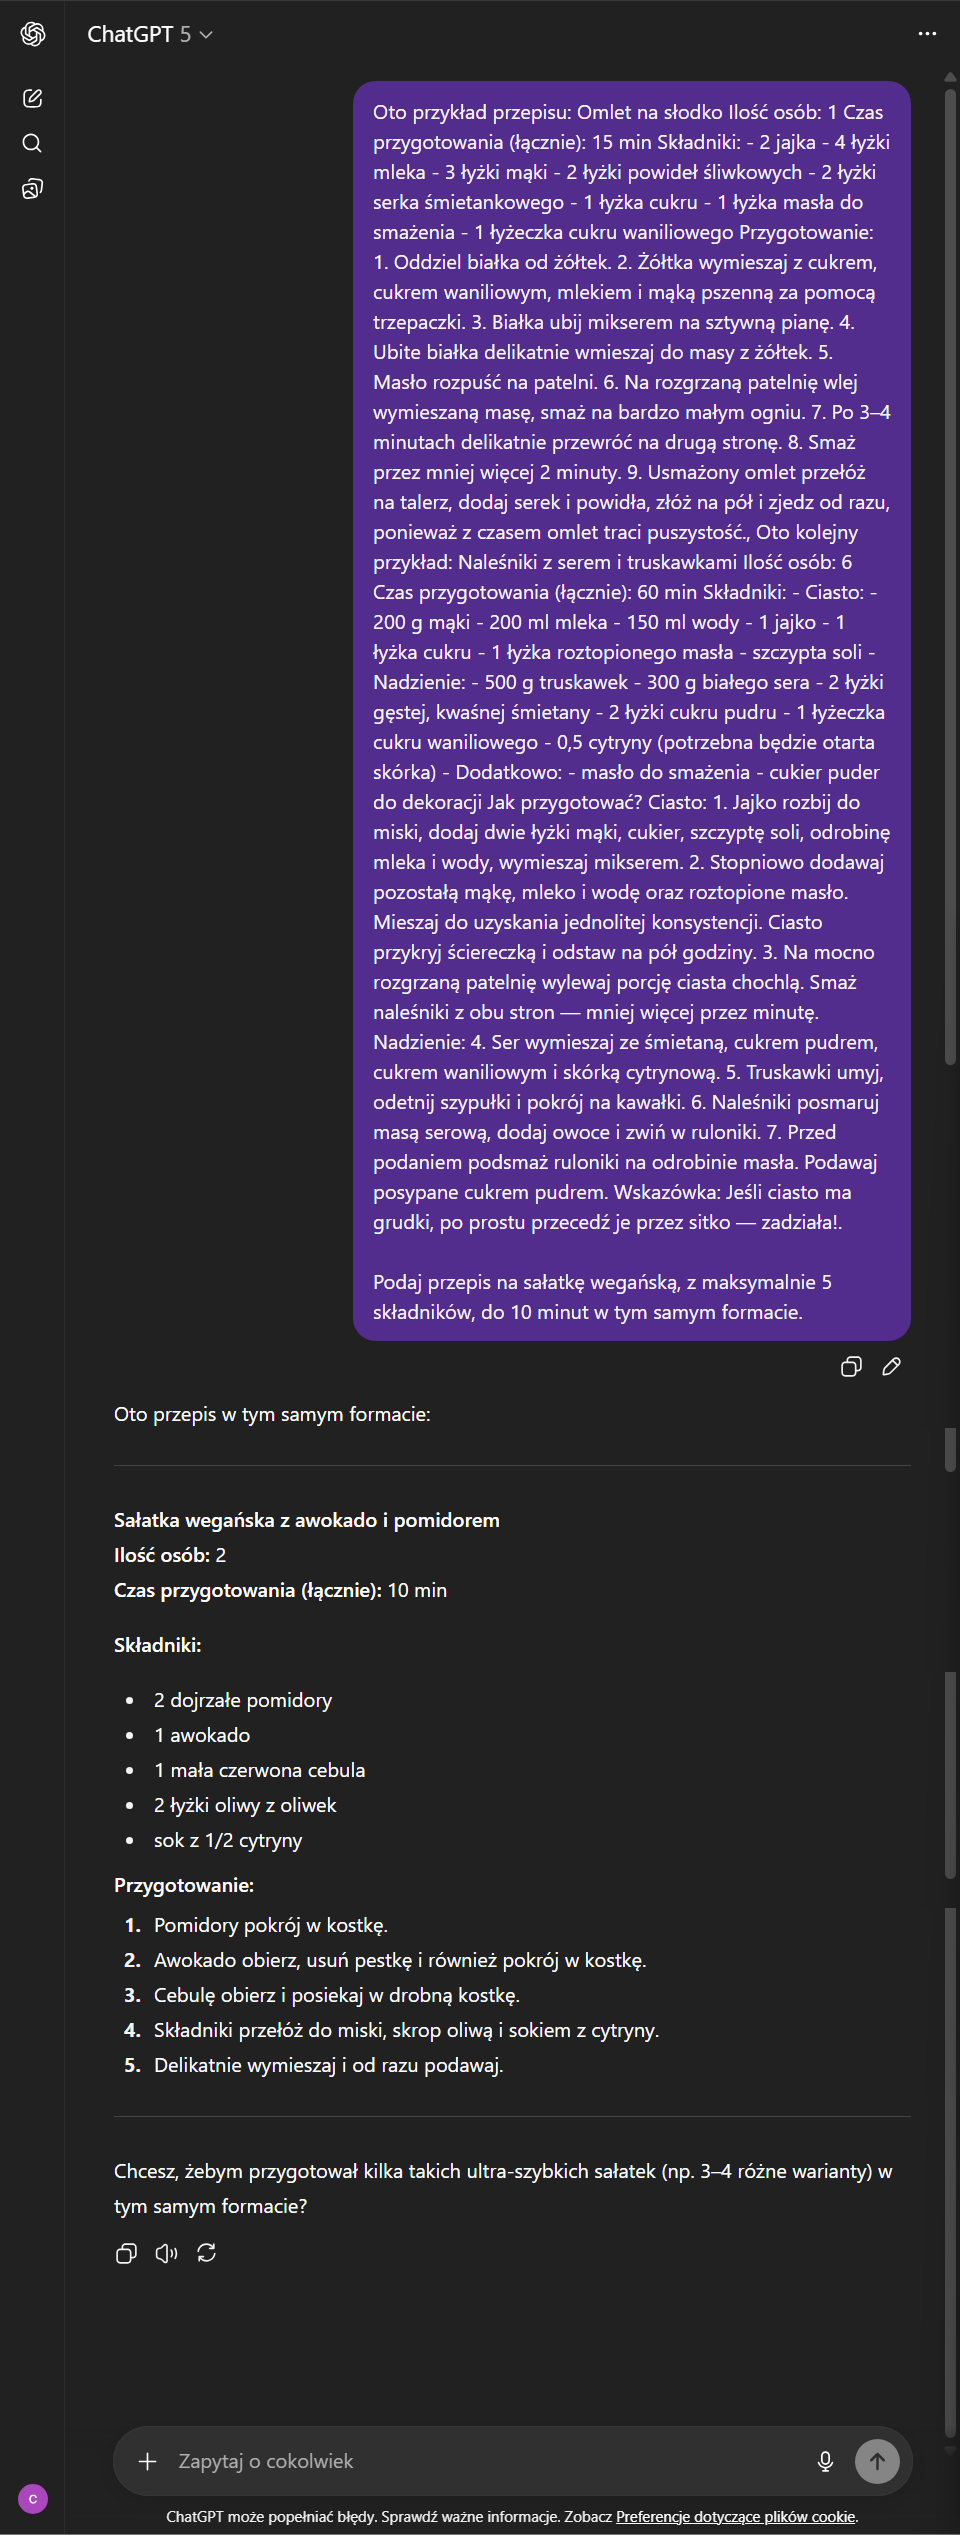 ChatGPT 5
Oto przykład przepisu: Omlet na słodko Ilość osób: 1 Czas
przygotowania (łącznie): 15 min Składniki: - 2 jajka - 4 łyżki
mleka - 3 łyżki mąki - 2 łyżki powideł śliwkowych - 2 łyżki
serka śmietankowego - 1 łyżka cukru - 1 łyżka masła do
smażenia - 1 łyżeczka cukru waniliowego Przygotowanie:
1. Oddziel białka od żółtek. 2. Żółtka wymieszaj z cukrem,
cukrem waniliowym, mlekiem i mąką pszenną za pomocą
trzepaczki. 3. Białka ubij mikserem na sztywną pianę. 4.
Ubite białka delikatnie wmieszaj do masy z żółtek. 5.
Masło rozpuść na patelni. 6. Na rozgrzaną patelnię wlej
wymieszaną masę, smaż na bardzo małym ogniu. 7. Po 3–4
minutach delikatnie przewróć na drugą stronę. 8. Smaż
przez mniej więcej 2 minuty. 9. Usmażony omlet przełóż
na talerz, dodaj serek i powidła, złóż na pół i zjedz od razu,
ponieważ z czasem omlet traci puszystość., Oto kolejny
przykład: Naleśniki z serem i truskawkami Ilość osób: 6
Czas przygotowania (łącznie): 60 min Składniki: - Ciasto: -
200 g mąki - 200 ml mleka - 150 ml wody - 1 jajko - 1
łyżka cukru - 1 łyżka roztopionego masła - szczypta soli -
Nadzienie: - 500 g truskawek - 300 g białego sera - 2 łyżki
gęstej, kwaśnej śmietany - 2 łyżki cukru pudru - 1 łyżeczka
cukru waniliowego - 0,5 cytryny (potrzebna będzie otarta
skórka) - Dodatkowo: - masło do smażenia - cukier puder
do dekoracji Jak przygotować? Ciasto: 1. Jajko rozbij do
miski, dodaj dwie łyżki mąki, cukier, szczyptę soli, odrobinę
mleka i wody, wymieszaj mikserem. 2. Stopniowo dodawaj
pozostałą mąkę, mleko i wodę oraz roztopione masło.
Mieszaj do uzyskania jednolitej konsystencji. Ciasto
przykryj ściereczką i odstaw na pół godziny. 3. Na mocno
rozgrzaną patelnię wylewaj porcję ciasta chochlą. Smaż
naleśniki z obu stron — mniej więcej przez minutę.
Nadzienie: 4. Ser wymieszaj ze śmietaną, cukrem pudrem,
cukrem waniliowym i skórką cytrynową. 5. Truskawki umyj,
odetnij szypułki i pokrój na kawałki. 6. Naleśniki posmaruj
masą serową, dodaj owoce i zwiń w ruloniki. 7. Przed
podaniem podsmaż ruloniki na odrobinie masła. Podawaj
posypane cukrem pudrem. Wskazówka: Jeśli ciasto ma
grudki, po prostu przecedź je przez sitko — zadziała!.
Podaj przepis na sałatkę wegańską, z maksymalnie 5
składników, do 10 minut w tym samym formacie.
Oto przepis w tym samym formacie:
Sałatka wegańska z awokado i pomidorem
Ilość osób: 2
Czas przygotowania (łącznie): 10 min
Składniki:
• 2 dojrzałe pomidory
• 1 awokado
• 1 mała czerwona cebula
• 2 łyżki oliwy z oliwek
• sok z 1/2 cytryny
Przygotowanie:
1. Pomidory pokrój w kostkę.
2. Awokado obierz, usuń pestkę i również pokrój w kostkę.
3. Cebulę obierz i posiekaj w drobną kostkę.
4. Składniki przełóż do miski, skrop oliwą i sokiem z cytryny.
5. Delikatnie wymieszaj i od razu podawaj.
Chcesz, żebym przygotował kilka takich ultra-szybkich sałatek (np. 3–4 różne warianty) w
tym samym formacie?
Zapytaj o cokolwiek
C
ChatGPT może popełniać błędy. Sprawdź ważne informacje. Zobacz Preferencje dotyczące plików cookie.